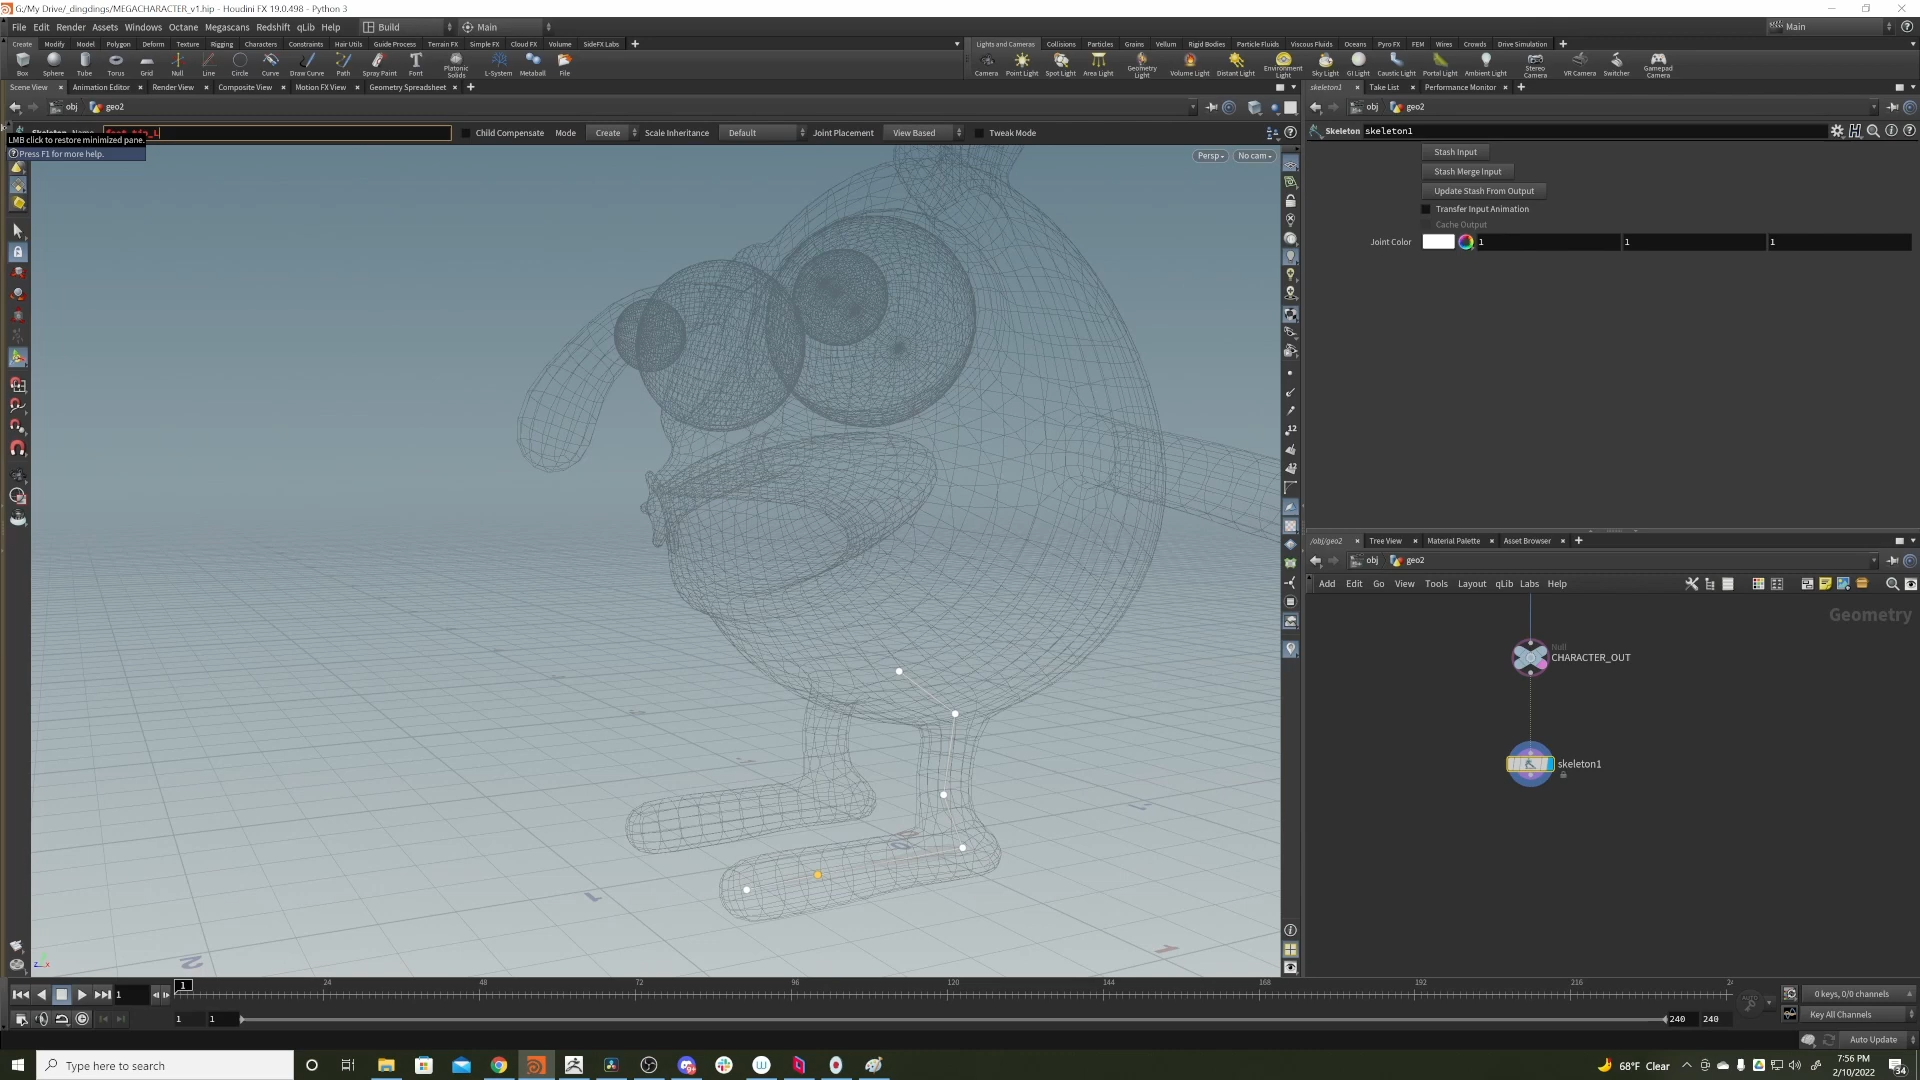 G:/My Drive/_dingdings/MEGACHARACTER_v1.hip - Houdini FX 19.0.498 - Python 3
File Edit Render Assets Windows Octane Megascans Redshift qLib Help Build Main Main
Create Modify Model Polygon Deform Texture Rigging Characters Constraints Hair Utils Guide Process Terrain FX Simple FX Cloud FX Volume SideFX Labs
Lights and Cameras Collisions Particles Grains Vellum Rigid Bodies Particle Fluids Viscous Fluids Oceans Pyro FX FEM Wires Crowds Drive Simulation
Box Sphere Tube Torus Grid Null Line Circle Curve Draw Curve Path Spray Paint Font Platonic Solids L-System Metaball File
Camera Point Light Spot Light Area Light Geometry Light Volume Light Distant Light Environment Light Sky Light GI Light Caustic Light Portal Light Ambient Light Stereo Camera VR Camera Switcher Gamepad Camera
Scene View Animation Editor Render View Composite View Motion FX View Geometry Spreadsheet
skeleton1 Take List Performance Monitor
obj geo2
obj geo2
Child Compensate Mode Create Scale Inheritance Default Joint Placement View Based Tweak Mode
LMB click to restore minimized pane.
Press F1 for more help.
Persp No cam
Skeleton skeleton1
Stash Input
Stash Merge Input
Update Stash From Output
Transfer Input Animation
Cache Output
Joint Color 1 1 1
/obj/geo2 Tree View Material Palette Asset Browser
obj geo2
Add Edit Go View Tools Layout qLib Labs Help
Geometry
Null
CHARACTER_OUT
skeleton1
1 24 48 72 96 120 144 168 192 216
1
0 keys, 0/0 channels
1 1 240 240
Key All Channels
Auto Update
Type here to search
68°F Clear
7:56 PM
2/10/2022
34